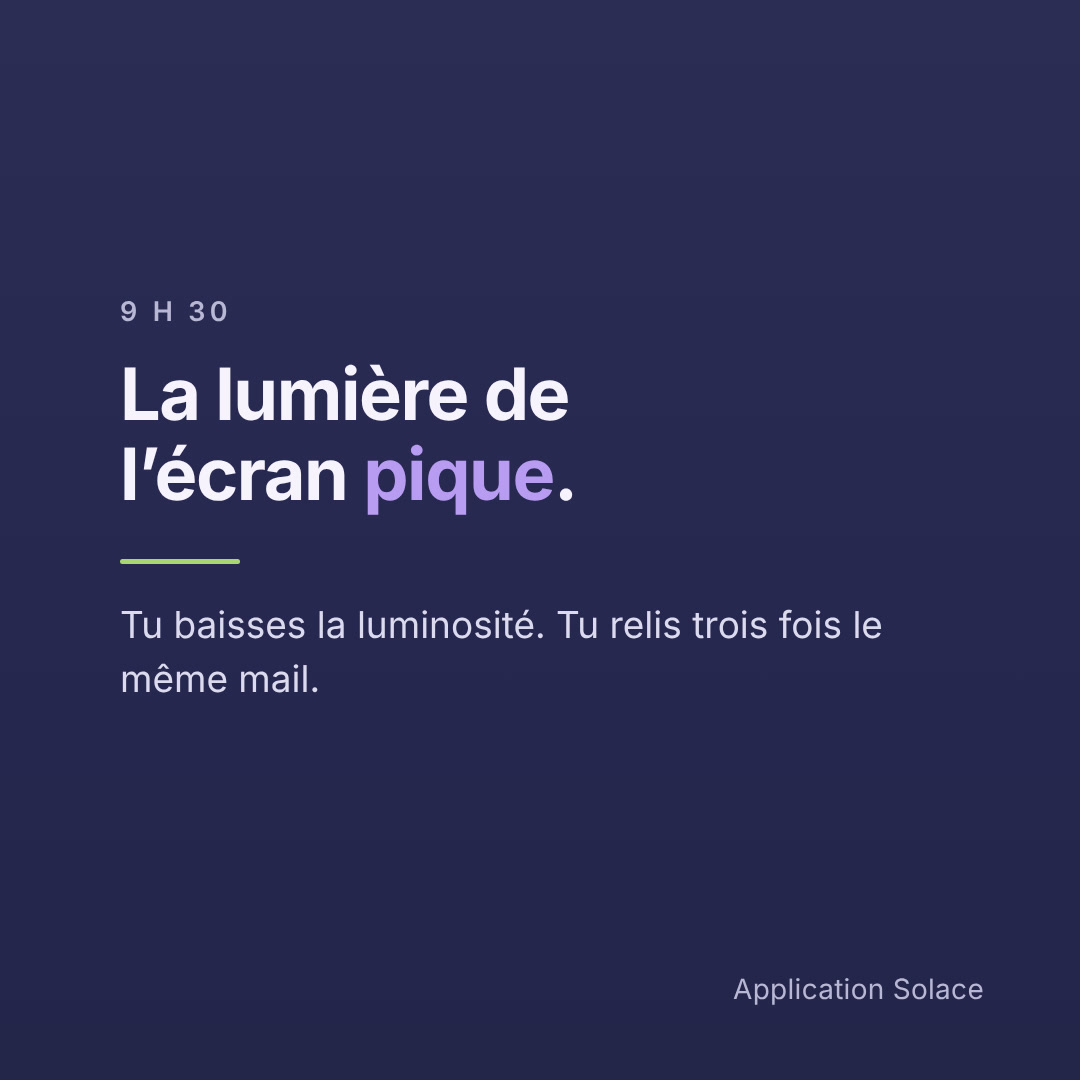 9 H 30
La lumière de
l’écran pique.
Tu baisses la luminosité. Tu relis trois fois le
même mail.
Application Solace